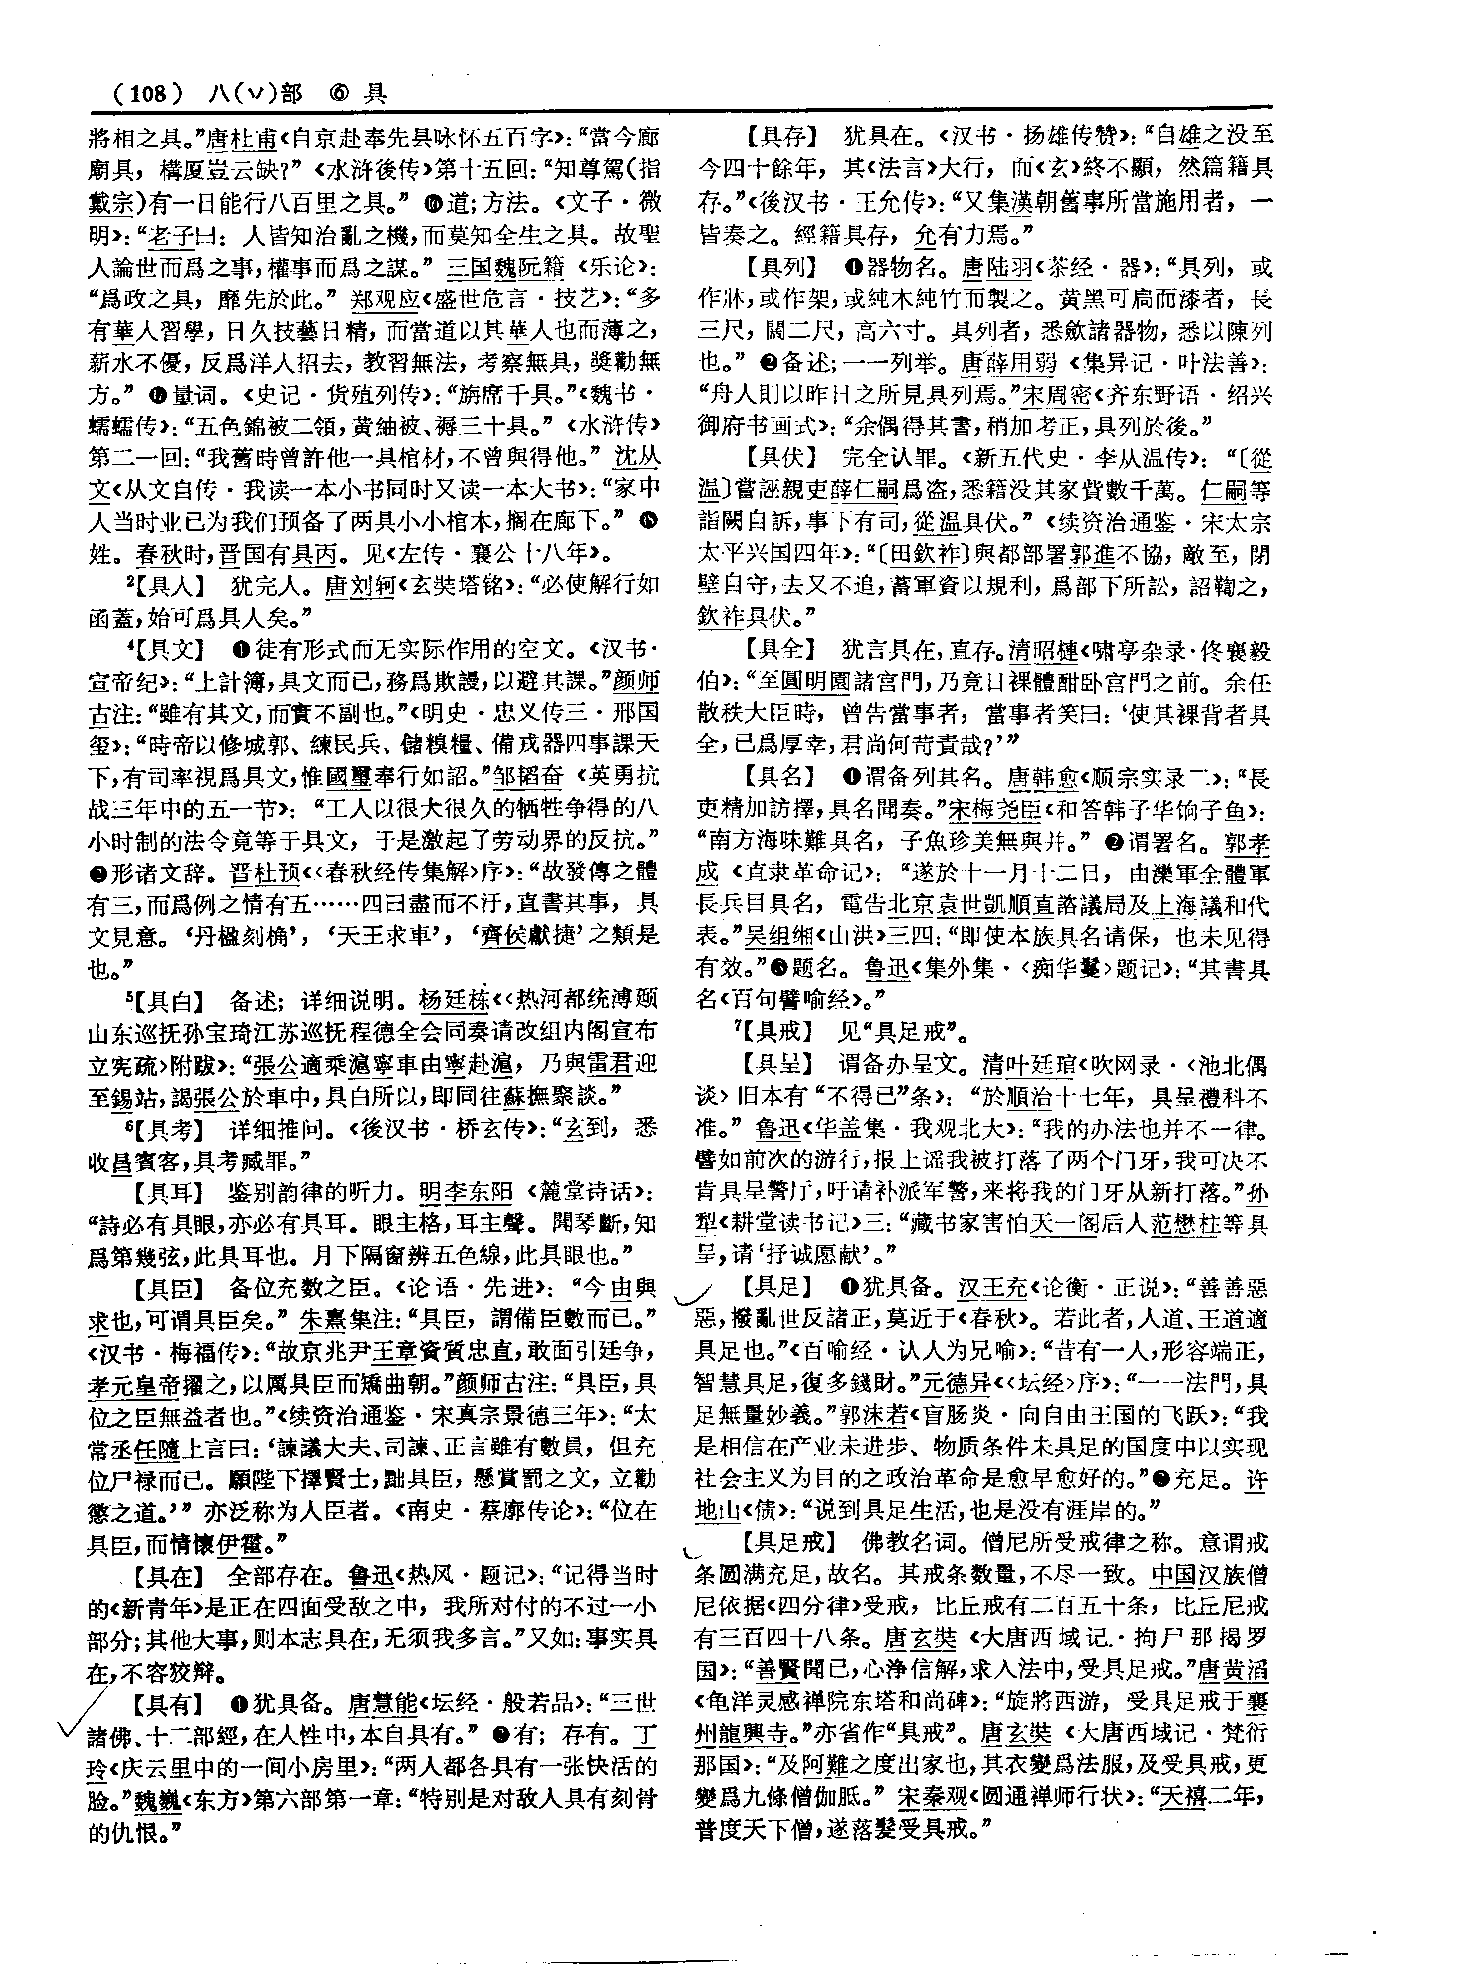 (108) 八(丷)部 ⑥ 具
將相之具。”唐杜甫《自京赴奉先县咏怀五百字》：“當今廊
廟具，構厦豈云缺？”《水浒後传》第十五回：“知尊駕（指
戴宗）有一日能行八百里之具。” ⓮道；方法。《文子·微
明》：“老子曰：人皆知治亂之機，而莫知全生之具。故聖
人論世而爲之事，權事而爲之謀。” 三国魏阮籍《乐论》：
“爲政之具，靡先於此。” 郑观应《盛世危言·技艺》：“多
有華人習學，日久技藝日精，而當道以其華人也而薄之，
薪水不優，反爲洋人招去，教習無法，考察無具，奬勸無
方。” ⓯量词。《史记·货殖列传》：“旃席千具。”《魏书·
蠕蠕传》：“五色錦被二領，黄紬被、褥三十具。”《水浒传》
第二一回：“我舊時曾許他一具棺材，不曾與得他。” 沈从
文《从文自传·我读一本小书同时又读一本大书》：“家中
人当时业已为我们预备了两具小小棺木，搁在廊下。” ⓰
姓。春秋时，晋国有具丙。见《左传·襄公十八年》。
²【具人】 犹完人。唐刘轲《玄奘塔铭》：“必使解行如
函蓋，始可爲具人矣。”
⁴【具文】 ❶徒有形式而无实际作用的空文。《汉书·
宣帝纪》：“上計簿，具文而已，務爲欺謾，以避其課。”颜师
古注：“雖有其文，而實不副也。”《明史·忠义传三·邢国
玺》：“時帝以修城郭、練民兵、儲糗糧、備戎器四事課天
下，有司率視爲具文，惟國璽奉行如詔。”邹韬奋《英勇抗
战三年中的五一节》：“工人以很大很久的牺牲争得的八
小时制的法令竟等于具文，于是激起了劳动界的反抗。”
❷形诸文辞。晋杜预《〈春秋经传集解〉序》：“故發傳之體
有三，而爲例之情有五……四曰盡而不汙，直書其事，具
文見意。‘丹楹刻桷’，‘天王求車’，‘齊侯獻捷’之類是
也。”
⁵【具白】 备述；详细说明。杨廷栋《〈热河都统溥颋
山东巡抚孙宝琦江苏巡抚程德全会同奏请改组内阁宣布
立宪疏〉附跋》：“張公適乘滬寧車由寧赴滬，乃與雷君迎
至錫站，謁張公於車中，具白所以，即同往蘇撫聚談。”
⁶【具考】 详细推问。《後汉书·桥玄传》：“玄到，悉
收昌賓客，具考臧罪。”
【具耳】 鉴别韵律的听力。明李东阳《麓堂诗话》：
“詩必有具眼，亦必有具耳。眼主格，耳主聲。聞琴斷，知
爲第幾弦，此具耳也。月下隔窗辨五色線，此具眼也。”
【具臣】 备位充数之臣。《论语·先进》：“今由與
求也，可谓具臣矣。” 朱熹集注：“具臣，謂備臣數而已。”
《汉书·梅福传》：“故京兆尹王章資質忠直，敢面引廷争，
孝元皇帝擢之，以厲具臣而矯曲朝。”颜师古注：“具臣，具
位之臣無益者也。”《续资治通鉴·宋真宗景德三年》：“太
常丞任隨上言曰：‘諫議大夫、司諫、正言雖有數員，但充
位尸禄而已。願陛下擇賢士，黜具臣，懸賞罰之文，立勸
懲之道。’” 亦泛称为人臣者。《南史·蔡廓传论》：“位在
具臣，而情懷伊霍。”
【具在】 全部存在。鲁迅《热风·题记》：“记得当时
的《新青年》是正在四面受敌之中，我所对付的不过一小
部分；其他大事，则本志具在，无须我多言。”又如：事实具
在，不容狡辩。
【具有】 ❶犹具备。唐慧能《坛经·般若品》：“三世
諸佛、十二部經，在人性中，本自具有。” ❷有；存有。丁
玲《庆云里中的一间小房里》：“两人都各具有一张快活的
脸。”魏巍《东方》第六部第一章：“特别是对敌人具有刻骨
的仇恨。”
【具存】 犹具在。《汉书·扬雄传赞》：“自雄之没至
今四十餘年，其《法言》大行，而《玄》終不顯，然篇籍具
存。”《後汉书·王允传》：“又集漢朝舊事所當施用者，一
皆奏之。經籍具存，允有力焉。”
【具列】 ❶器物名。唐陆羽《茶经·器》：“具列，或
作牀，或作架，或純木純竹而製之。黄黑可扃而漆者，長
三尺，闊二尺，高六寸。具列者，悉斂諸器物，悉以陳列
也。” ❷备述；一一列举。唐薛用弱《集异记·叶法善》：
“舟人則以昨日之所見具列焉。”宋周密《齐东野语·绍兴
御府书画式》：“余偶得其書，稍加考正，具列於後。”
【具伏】 完全认罪。《新五代史·李从温传》：“〔從
温〕嘗誣親吏薛仁嗣爲盗，悉籍没其家貲數千萬。仁嗣等
詣闕自訴，事下有司，從温具伏。”《续资治通鉴·宋太宗
太平兴国四年》：“〔田欽祚〕與都部署郭進不協，敵至，閉
壁自守，去又不追，蓄軍資以規利，爲部下所訟，詔鞫之，
欽祚具伏。”
【具全】 犹言具在，直存。清昭槤《啸亭杂录·佟襄毅
伯》：“至圓明園諸宫門，乃竟日裸體酣卧宫門之前。余任
散秩大臣時，曾告當事者，當事者笑曰：‘使其裸背者具
全，已爲厚幸，君尚何苛責哉？’”
【具名】 ❶谓备列其名。唐韩愈《顺宗实录二》：“長
吏精加訪擇，具名聞奏。”宋梅尧臣《和答韩子华饷子鱼》：
“南方海味難具名，子魚珍美無與并。” ❷谓署名。郭孝
成《直隶革命记》：“遂於十一月十二日，由灤軍全體軍
長兵目具名，電告北京袁世凱順直諮議局及上海議和代
表。”吴组缃《山洪》三四：“即使本族具名请保，也未见得
有效。”❸题名。鲁迅《集外集·〈痴华鬘〉题记》：“其書具
名《百句譬喻經》。”
⁷【具戒】 见“具足戒”。
【具呈】 谓备办呈文。清叶廷琯《吹网录·〈池北偶
谈〉旧本有“不得已”条》：“於順治十七年，具呈禮科不
准。” 鲁迅《华盖集·我观北大》：“我的办法也并不一律。
譬如前次的游行，报上谣我被打落了两个门牙，我可决不
肯具呈警厅，吁请补派军警，来将我的门牙从新打落。”孙
犁《耕堂读书记》三：“藏书家害怕天一阁后人范懋柱等具
呈，请‘抒诚愿献’。”
【具足】 ❶犹具备。汉王充《论衡·正说》：“善善惡
惡，撥亂世反諸正，莫近于《春秋》。若此者，人道、王道適
具足也。”《百喻经·认人为兄喻》：“昔有一人，形容端正，
智慧具足，復多錢財。”元德异《〈坛经〉序》：“一一法門，具
足無量妙義。”郭沫若《盲肠炎·向自由王国的飞跃》：“我
是相信在产业未进步、物质条件未具足的国度中以实现
社会主义为目的之政治革命是愈早愈好的。”❷充足。许
地山《债》：“说到具足生活，也是没有涯岸的。”
【具足戒】 佛教名词。僧尼所受戒律之称。意谓戒
条圆满充足，故名。其戒条数量，不尽一致。中国汉族僧
尼依据《四分律》受戒，比丘戒有二百五十条，比丘尼戒
有三百四十八条。唐玄奘《大唐西域记·拘尸那揭罗
国》：“善賢聞已，心浄信解，求入法中，受具足戒。”唐黄滔
《龟洋灵感禅院东塔和尚碑》：“旋將西游，受具足戒于襄
州龍興寺。”亦省作“具戒”。唐玄奘《大唐西域记·梵衍
那国》：“及阿難之度出家也，其衣變爲法服，及受具戒，更
變爲九條僧伽胝。” 宋秦观《圆通禅师行状》：“天禧二年，
普度天下僧，遂落髮受具戒。”